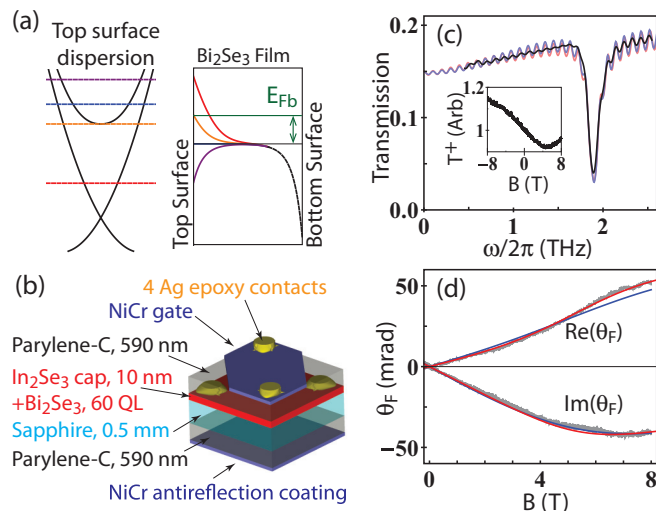 (a)
Top surface
dispersion
Bi2Se3 Film
EFb
Top Surface
Bottom Surface
(b)
4 Ag epoxy contacts
NiCr gate
Parylene-C, 590 nm
In2Se3 cap, 10 nm
+Bi2Se3, 60 QL
Sapphire, 0.5 mm
Parylene-C, 590 nm
NiCr antireflection coating
(c)
0.2
0.1
0.0
Transmission
0
1
2
ω/2π (THz)
1.2
1
T+ (Arb)
-8
0
8
B (T)
(d)
50
0
−50
θF (mrad)
Re(θF)
Im(θF)
0
4
8
B (T)